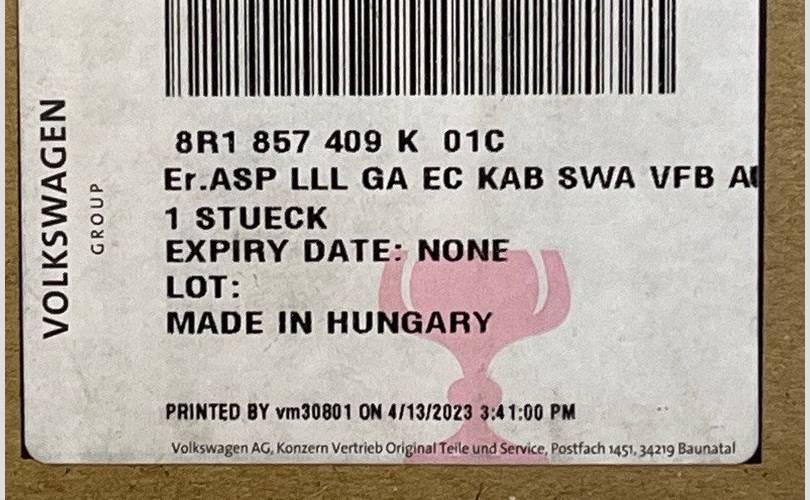 VOLKSWAGEN
GROUP
8R1 857 409 K 01C
Er.ASP LLL GA EC KAB SWA VFB
1 STUECK
EXPIRY DATE: NONE
LOT:
MADE IN HUNGARY
PRINTED BY vm30801 ON 4/13/2023 3:41:00 PM
Volkswagen AG, Konzern Vertrieb Original Teile und Service, Postfach 1451, 34219 Baunatal